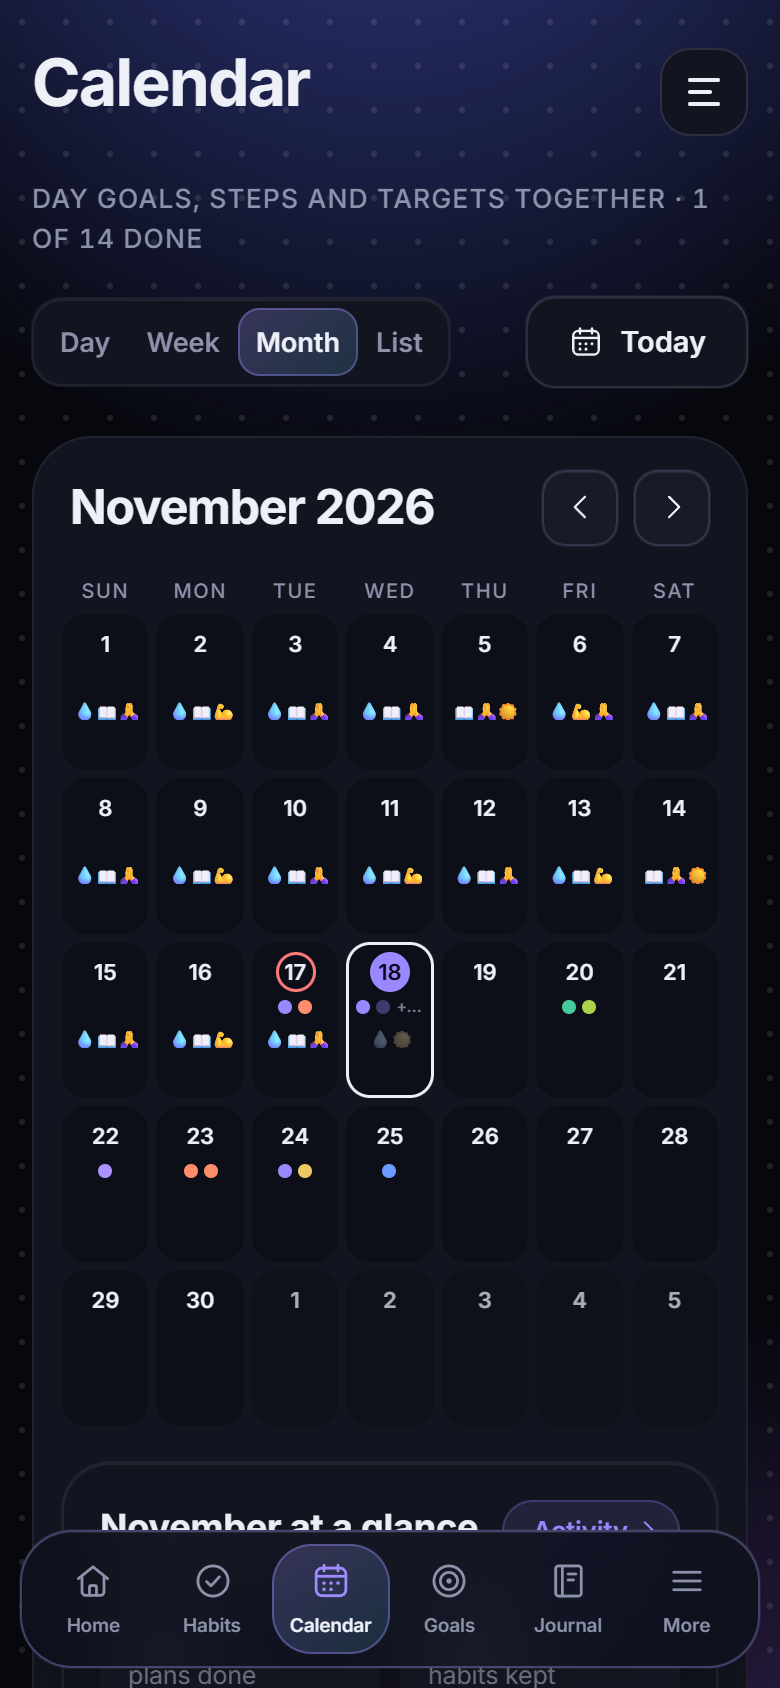 Calendar
DAY GOALS, STEPS AND TARGETS TOGETHER · 1
OF 14 DONE
Day Week Month List Today
November 2026
SUN MON TUE WED THU FRI SAT
1 2 3 4 5 6 7
8 9 10 11 12 13 14
15 16 17 18 19 20 21
+...
22 23 24 25 26 27 28
29 30 1 2 3 4 5
November at a glance Activity
Home Habits Calendar Goals Journal More
plans done habits kept